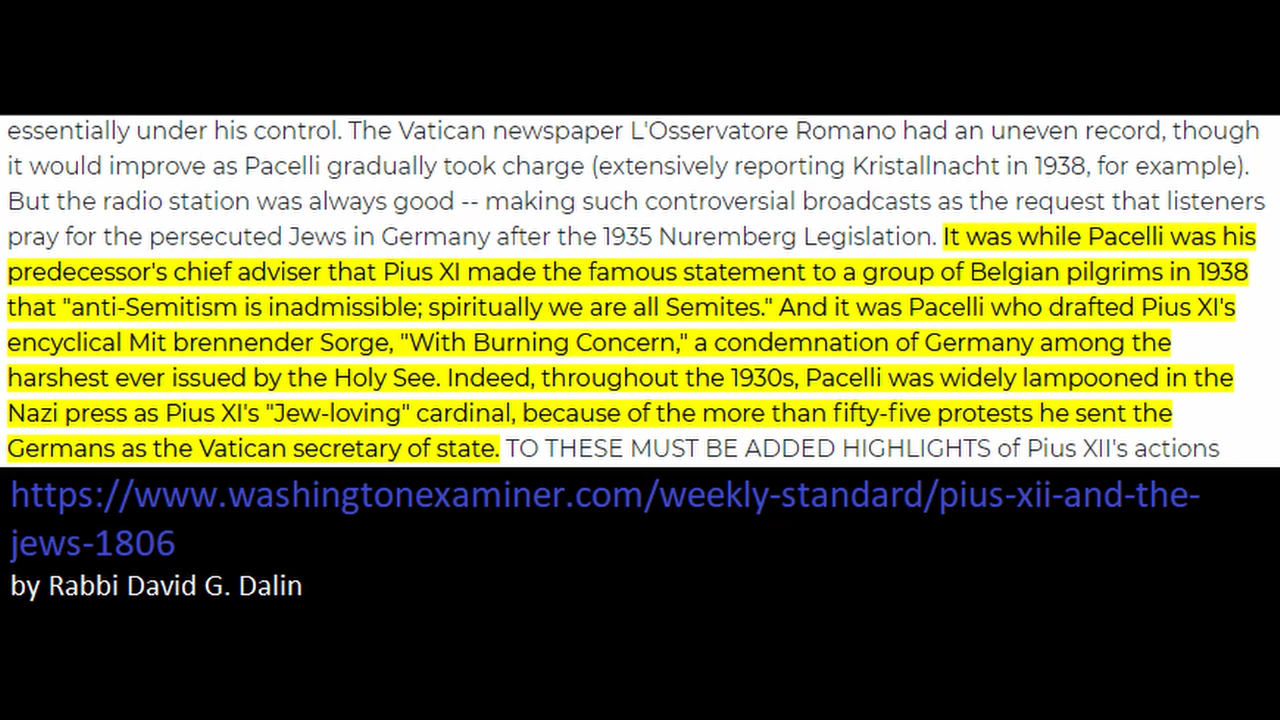 essentially under his control. The Vatican newspaper L'Osservatore Romano had an uneven record, though
it would improve as Pacelli gradually took charge (extensively reporting Kristallnacht in 1938, for example).
But the radio station was always good -- making such controversial broadcasts as the request that listeners
pray for the persecuted Jews in Germany after the 1935 Nuremberg Legislation. It was while Pacelli was his
predecessor's chief adviser that Pius XI made the famous statement to a group of Belgian pilgrims in 1938
that "anti-Semitism is inadmissible; spiritually we are all Semites." And it was Pacelli who drafted Pius XI's
encyclical Mit brennender Sorge, "With Burning Concern," a condemnation of Germany among the
harshest ever issued by the Holy See. Indeed, throughout the 1930s, Pacelli was widely lampooned in the
Nazi press as Pius XI's "Jew-loving" cardinal, because of the more than fifty-five protests he sent the
Germans as the Vatican secretary of state. TO THESE MUST BE ADDED HIGHLIGHTS of Pius XII's actions
https://www.washingtonexaminer.com/weekly-standard/pius-xii-and-the-
jews-1806
by Rabbi David G. Dalin